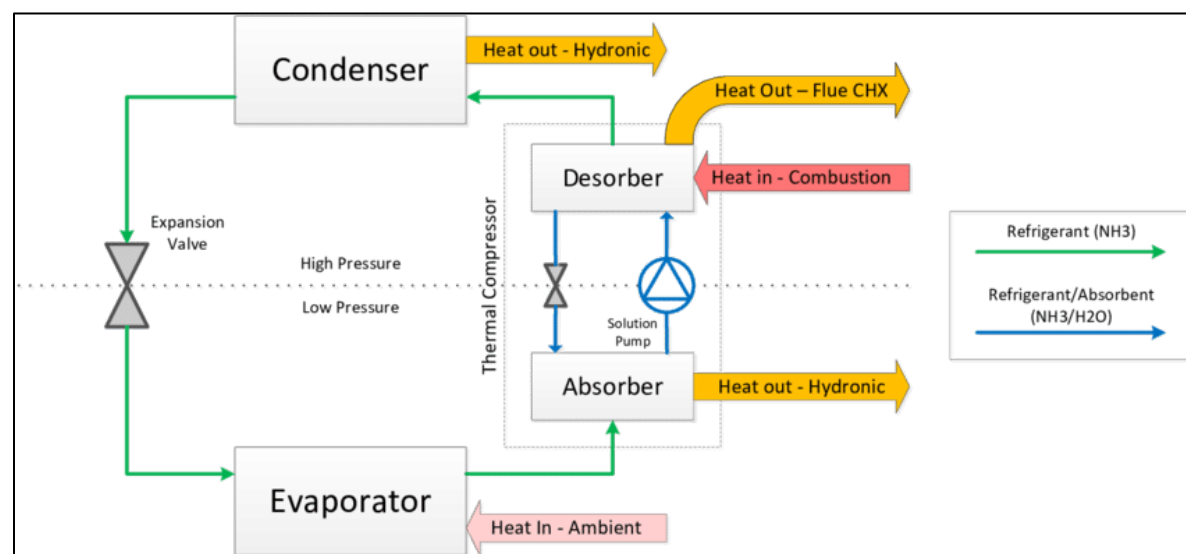 Condenser
Heat out - Hydronic
Heat Out – Flue CHX
Desorber
Heat in - Combustion
Expansion
Valve
High Pressure
Low Pressure
Thermal Compressor
Solution
Pump
Absorber
Heat out - Hydronic
Evaporator
Heat In - Ambient
Refrigerant (NH3)
Refrigerant/Absorbent
(NH3/H2O)